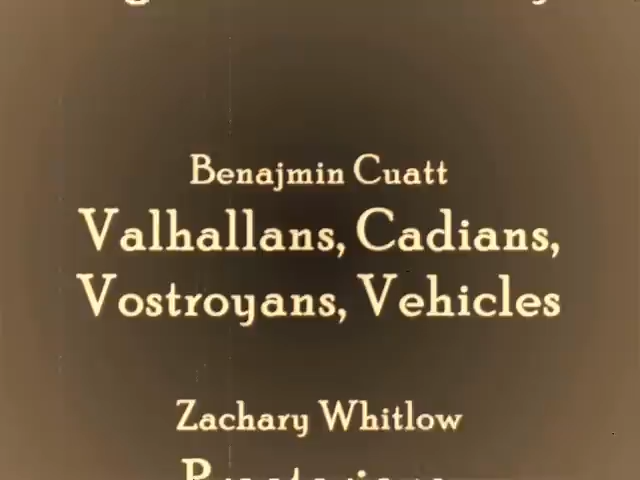 Benajmin Cuatt
Valhallans, Cadians,
Vostroyans, Vehicles
Zachary Whitlow